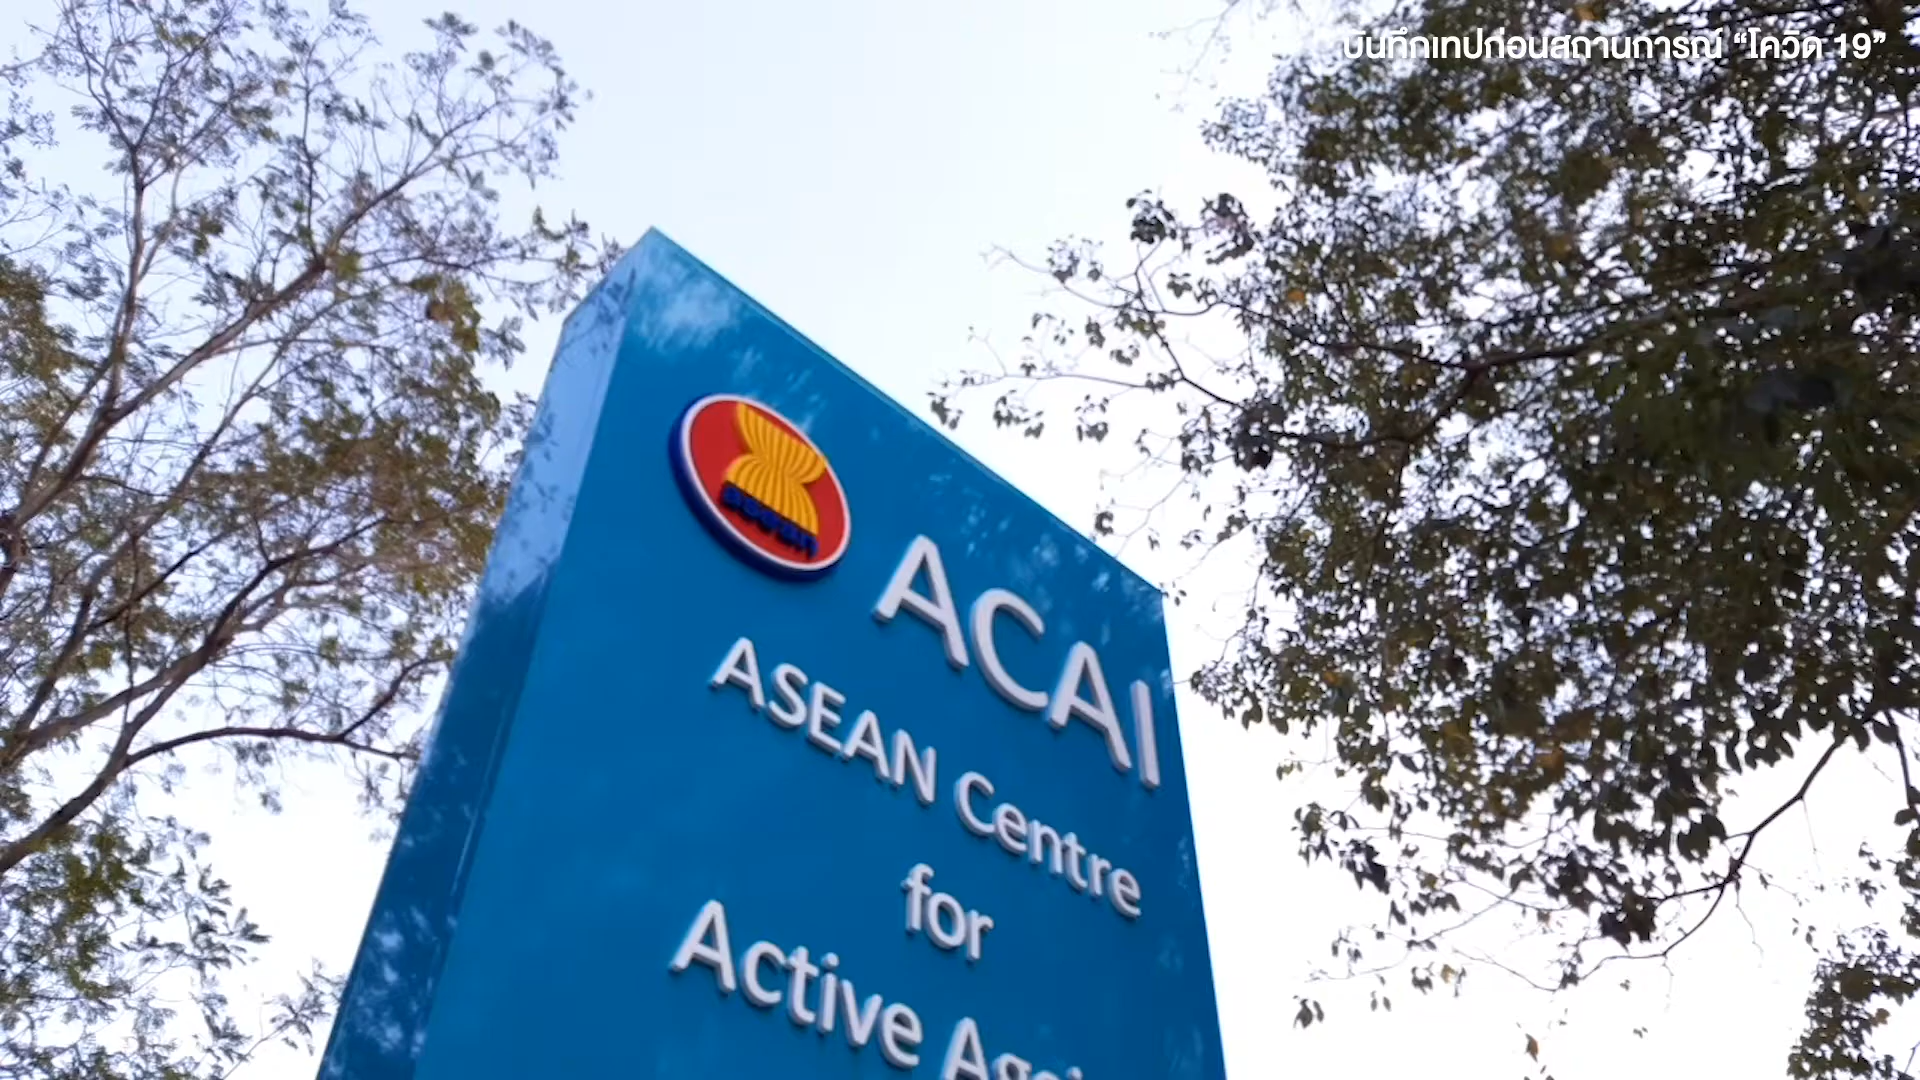 บันทึกเทปก่อนสถานการณ์ “โควิด 19”
asean
ACAI
ASEAN Centre
for
Active